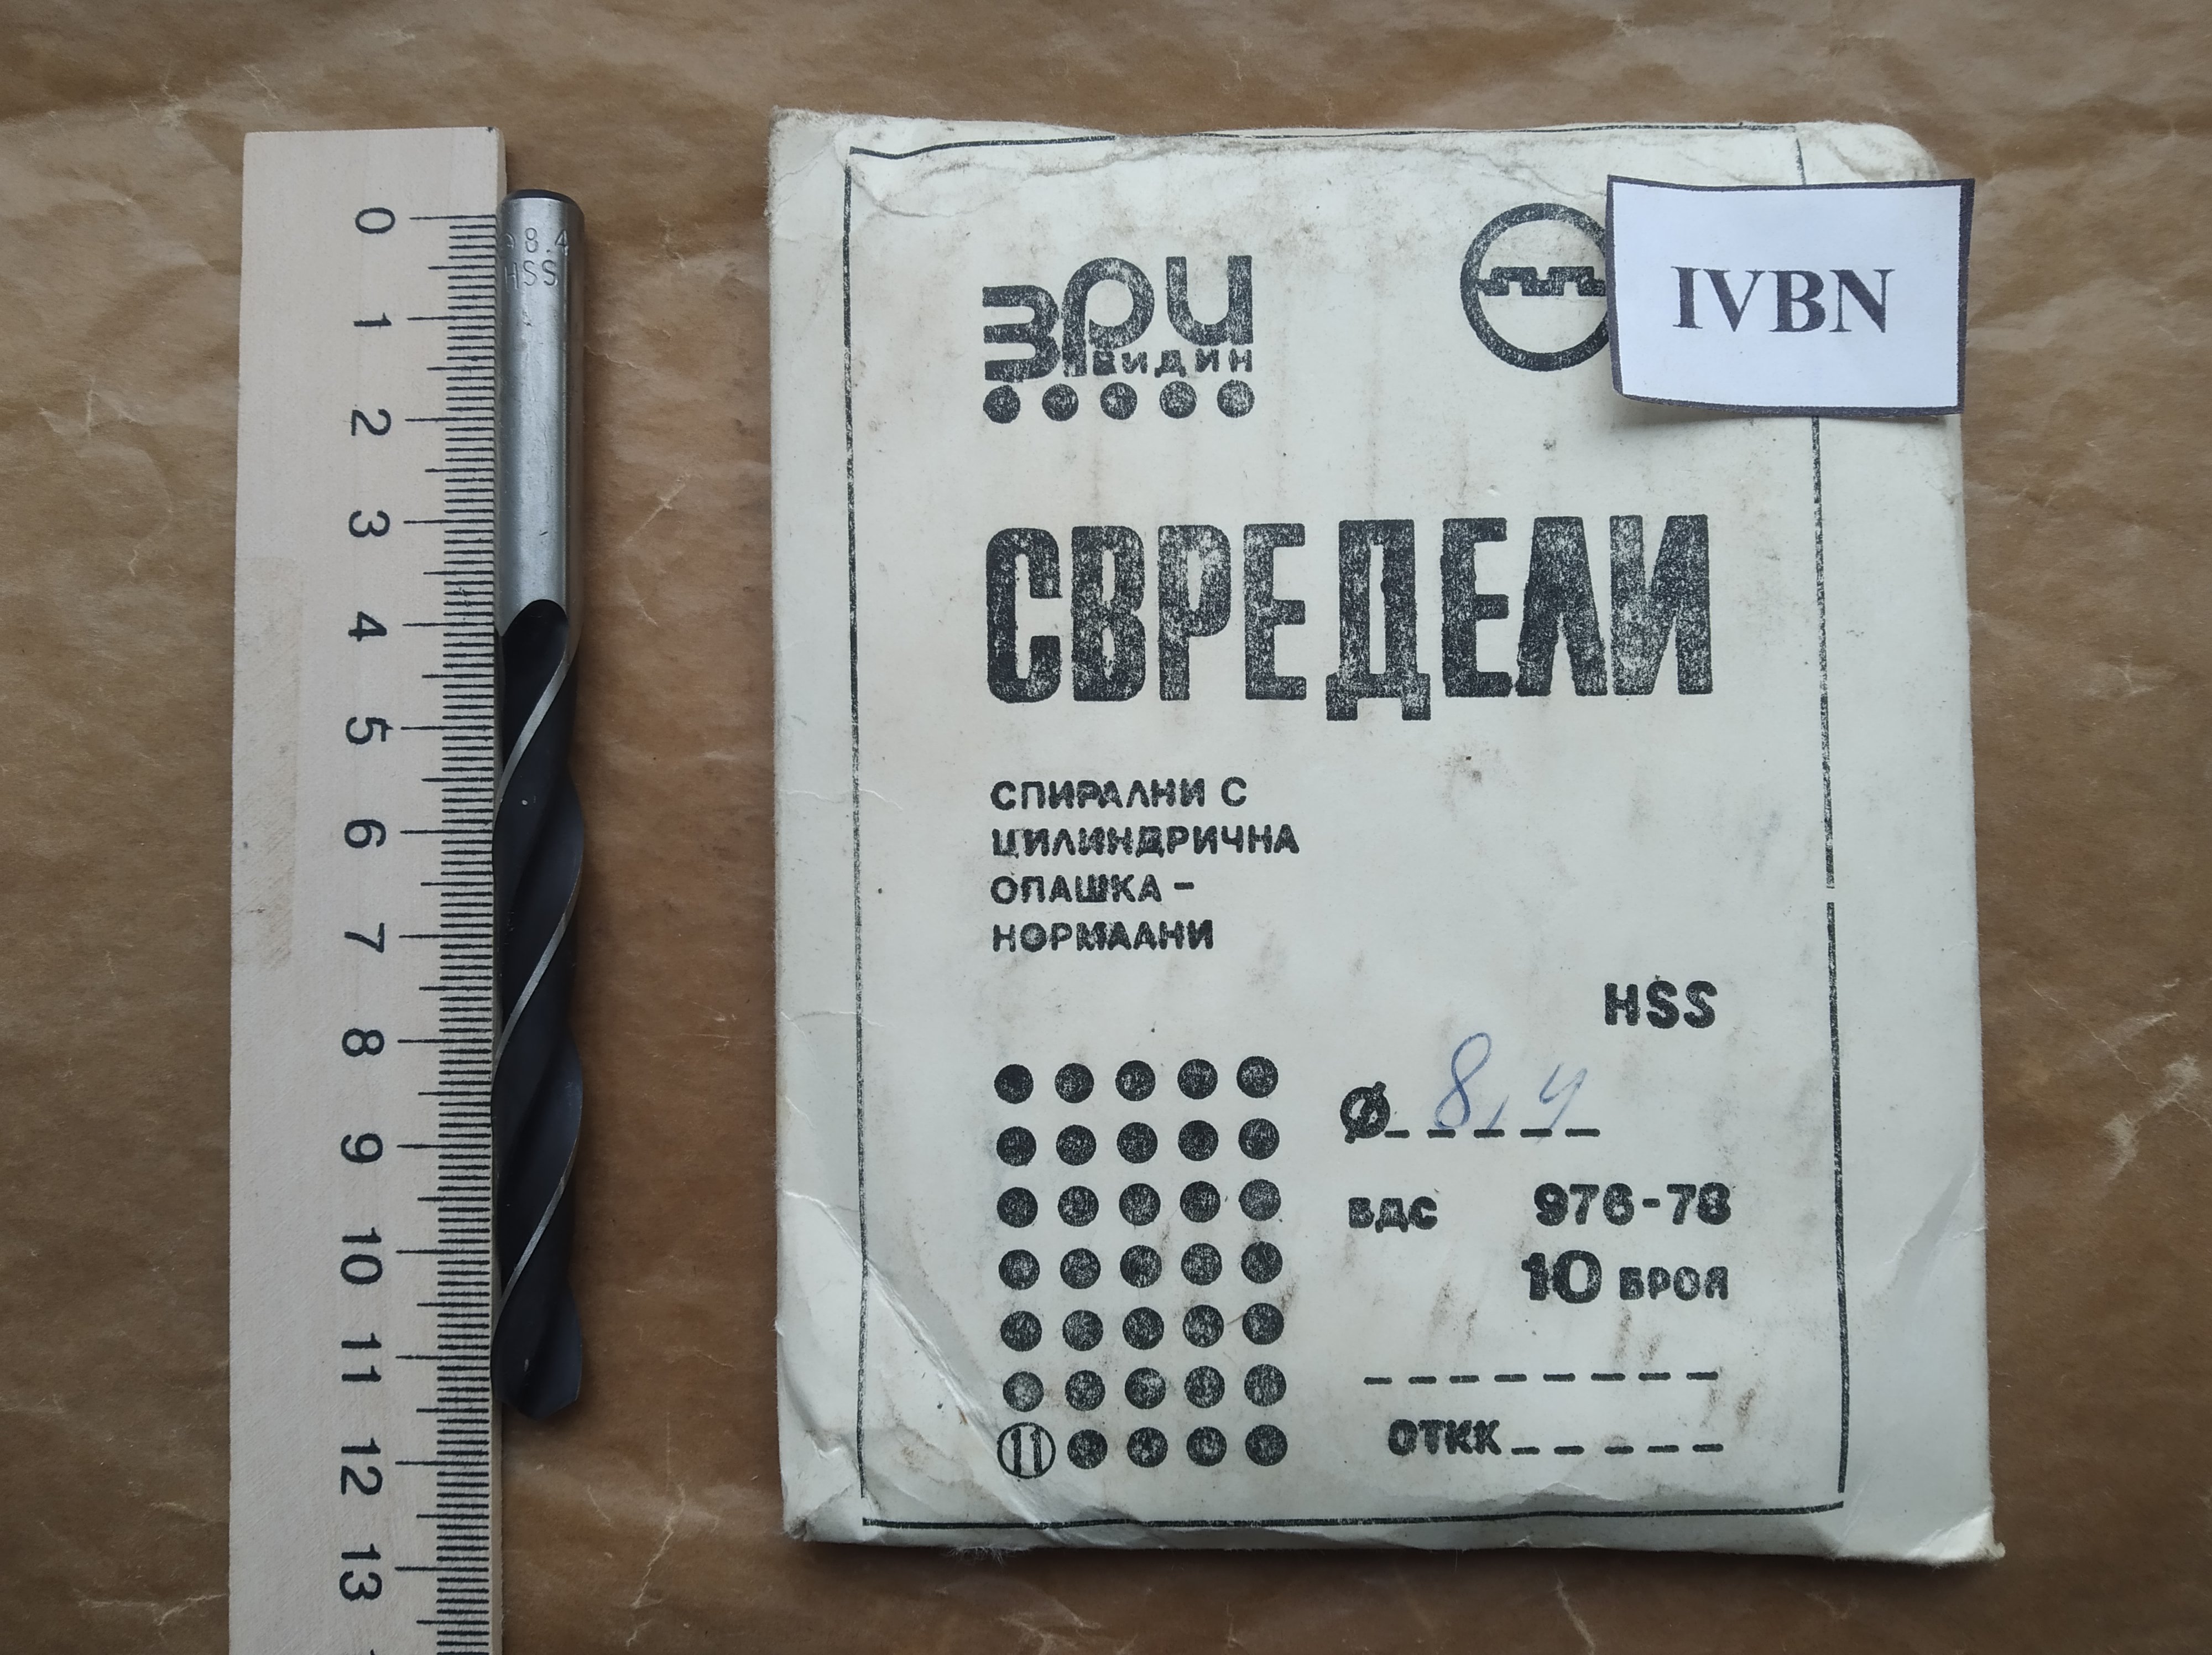 0
1
2
3
4
5
6
7
8
9
10
11
12
13
8.4
HSS
ЗРИ
ВИДИН
IVBN
СВРЕДЕЛИ
СПИРАЛНИ С
ЦИЛИНДРИЧНА
ОПАШКА –
НОРМАЛНИ
HSS
Ø 8,4
БДС 976-78
10 БРОЯ
ОТКК
11